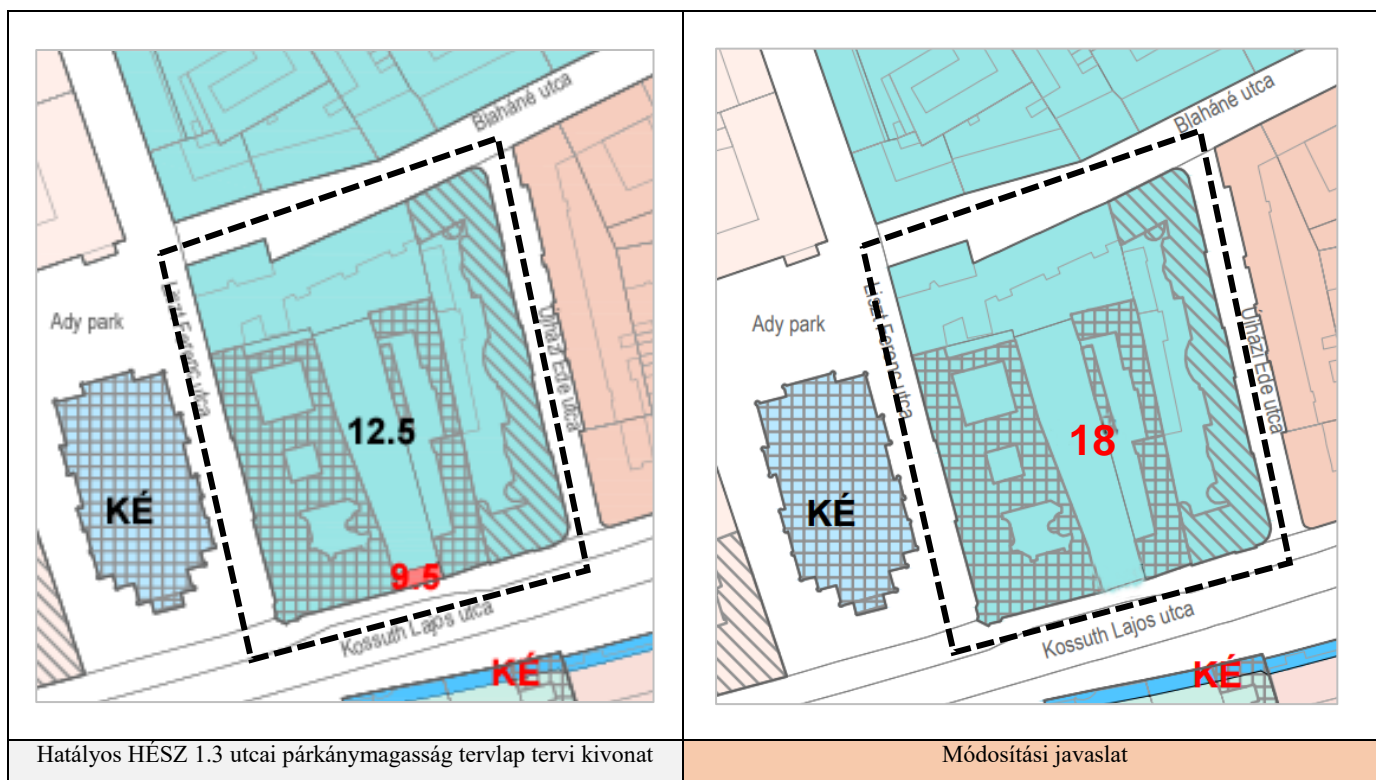 Blaháné utca
Ady park
Liszt Ferenc utca
Újházi Ede utca
12.5
KÉ
9.5
Kossuth Lajos utca
KÉ
Hatályos HÉSZ 1.3 utcai párkánymagasság tervlap tervi kivonat
Blaháné utca
Ady park
Liszt Ferenc utca
Újházi Ede utca
18
KÉ
Kossuth Lajos utca
KÉ
Módosítási javaslat